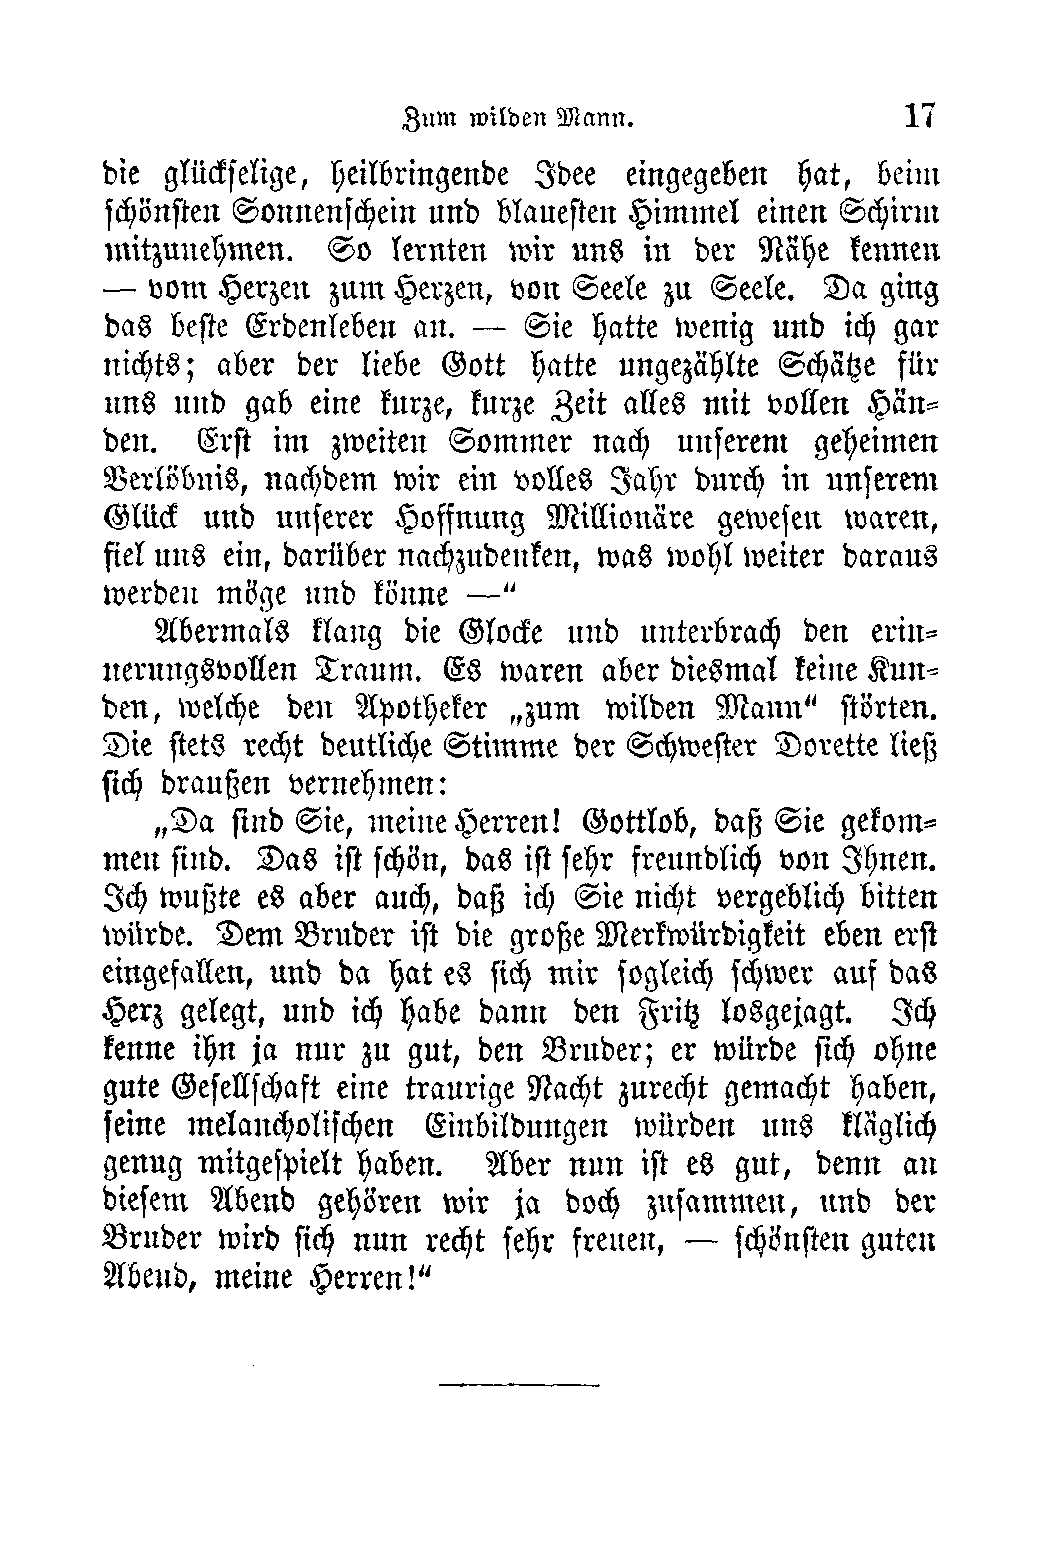 Zum wilden Mann. 17
die glückselige, heilbringende Idee eingegeben hat, beim
schönsten Sonnenschein und blauesten Himmel einen Schirm
mitzunehmen. So lernten wir uns in der Nähe kennen
— vom Herzen zum Herzen, von Seele zu Seele. Da ging
das beste Erdenleben an. — Sie hatte wenig und ich gar
nichts; aber der liebe Gott hatte ungezählte Schätze für
uns und gab eine kurze, kurze Zeit alles mit vollen Hän-
den. Erst im zweiten Sommer nach unserem geheimen
Verlöbnis, nachdem wir ein volles Jahr durch in unserem
Glück und unserer Hoffnung Millionäre gewesen waren,
fiel uns ein, darüber nachzudenken, was wohl weiter daraus
werden möge und könne —“
Abermals klang die Glocke und unterbrach den erin-
nerungsvollen Traum. Es waren aber diesmal keine Kun-
den, welche den Apotheker „zum wilden Mann“ störten.
Die stets recht deutliche Stimme der Schwester Dorette ließ
sich draußen vernehmen:
„Da sind Sie, meine Herren! Gottlob, daß Sie gekom-
men sind. Das ist schön, das ist sehr freundlich von Ihnen.
Ich wußte es aber auch, daß ich Sie nicht vergeblich bitten
würde. Dem Bruder ist die große Merkwürdigkeit eben erst
eingefallen, und da hat es sich mir sogleich schwer auf das
Herz gelegt, und ich habe dann den Fritz losgejagt. Ich
kenne ihn ja nur zu gut, den Bruder; er würde sich ohne
gute Gesellschaft eine traurige Nacht zurecht gemacht haben,
seine melancholischen Einbildungen würden uns kläglich
genug mitgespielt haben. Aber nun ist es gut, denn an
diesem Abend gehören wir ja doch zusammen, und der
Bruder wird sich nun recht sehr freuen, — schönsten guten
Abend, meine Herren!“